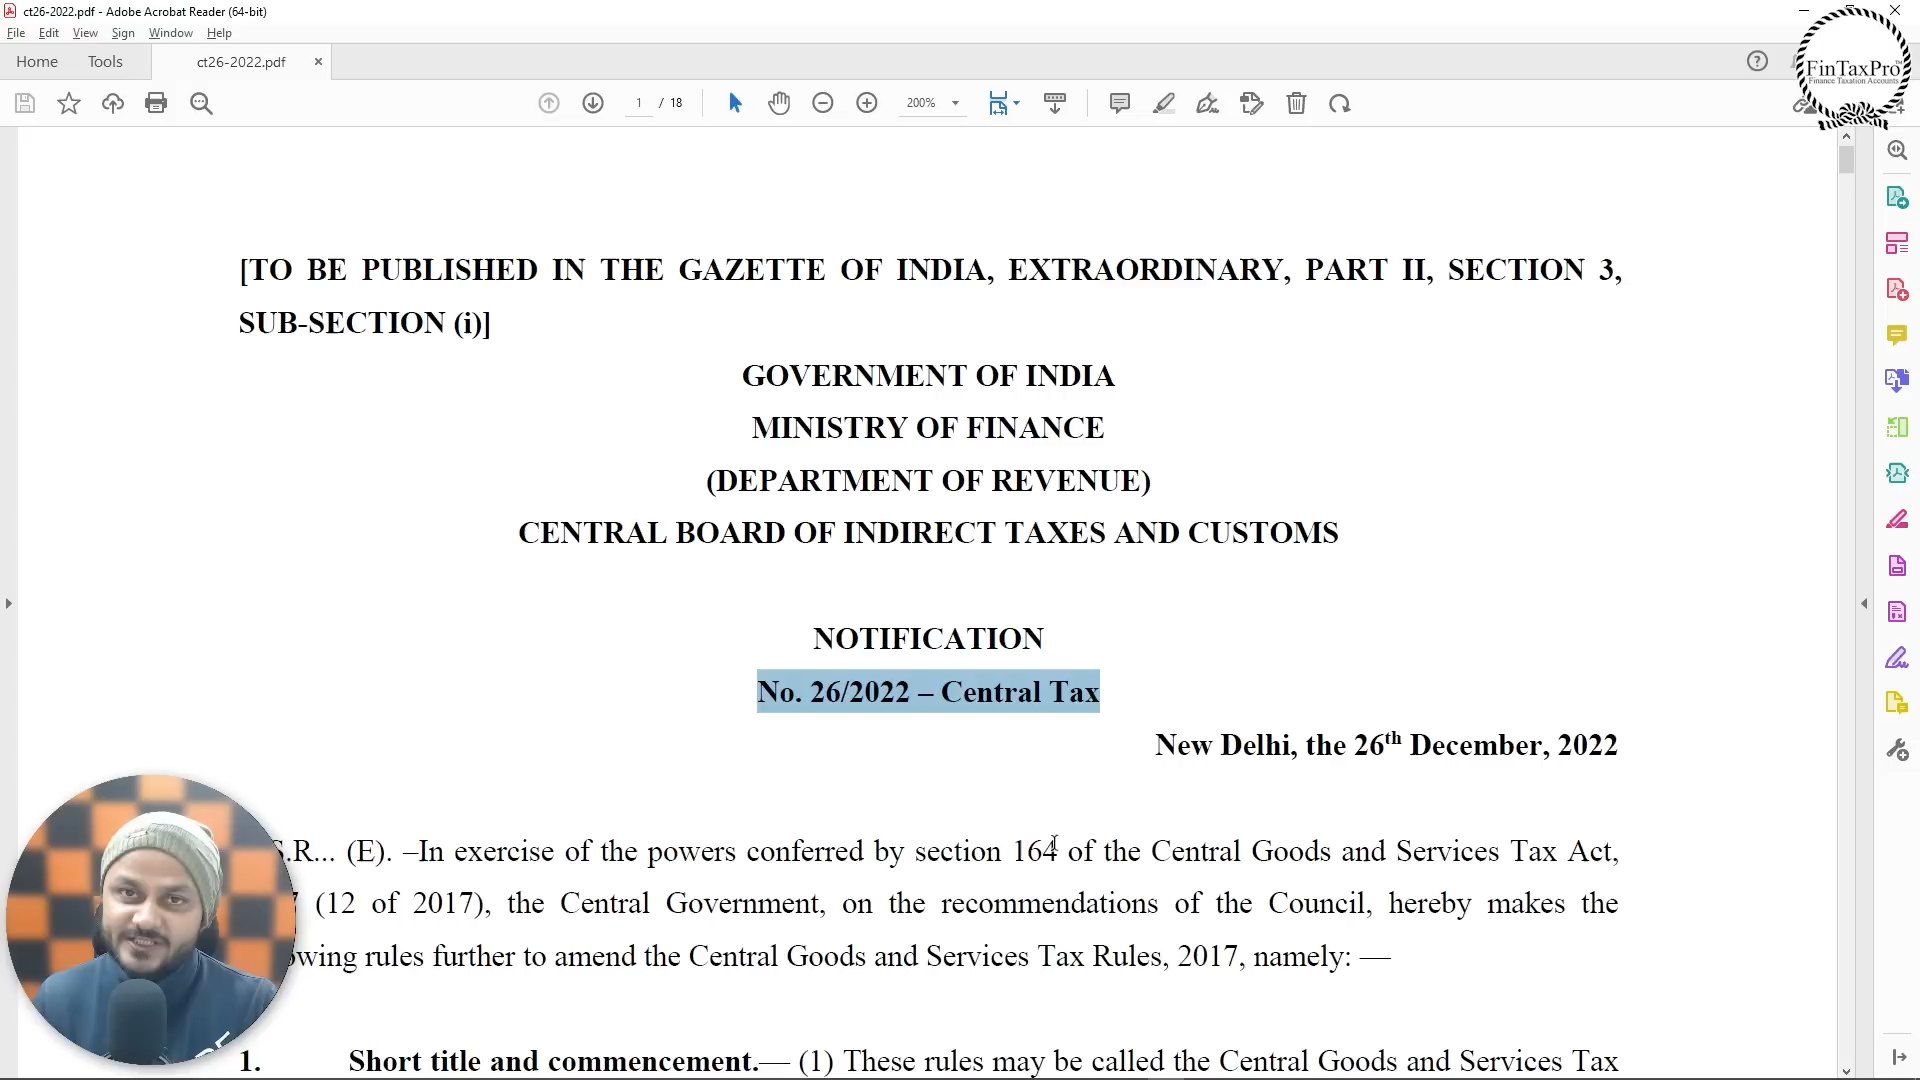 ct26-2022.pdf - Adobe Acrobat Reader (64-bit)
File Edit View Sign Window Help
Home Tools ct26-2022.pdf
1 / 18 200%
FinTaxPro™
Finance Taxation Accounts
[TO BE PUBLISHED IN THE GAZETTE OF INDIA, EXTRAORDINARY, PART II, SECTION 3,
SUB-SECTION (i)]
GOVERNMENT OF INDIA
MINISTRY OF FINANCE
(DEPARTMENT OF REVENUE)
CENTRAL BOARD OF INDIRECT TAXES AND CUSTOMS
NOTIFICATION
No. 26/2022 – Central Tax
New Delhi, the 26th December, 2022
S.R... (E). –In exercise of the powers conferred by section 164 of the Central Goods and Services Tax Act,
(12 of 2017), the Central Government, on the recommendations of the Council, hereby makes the
rules further to amend the Central Goods and Services Tax Rules, 2017, namely: —
1. Short title and commencement.— (1) These rules may be called the Central Goods and Services Tax